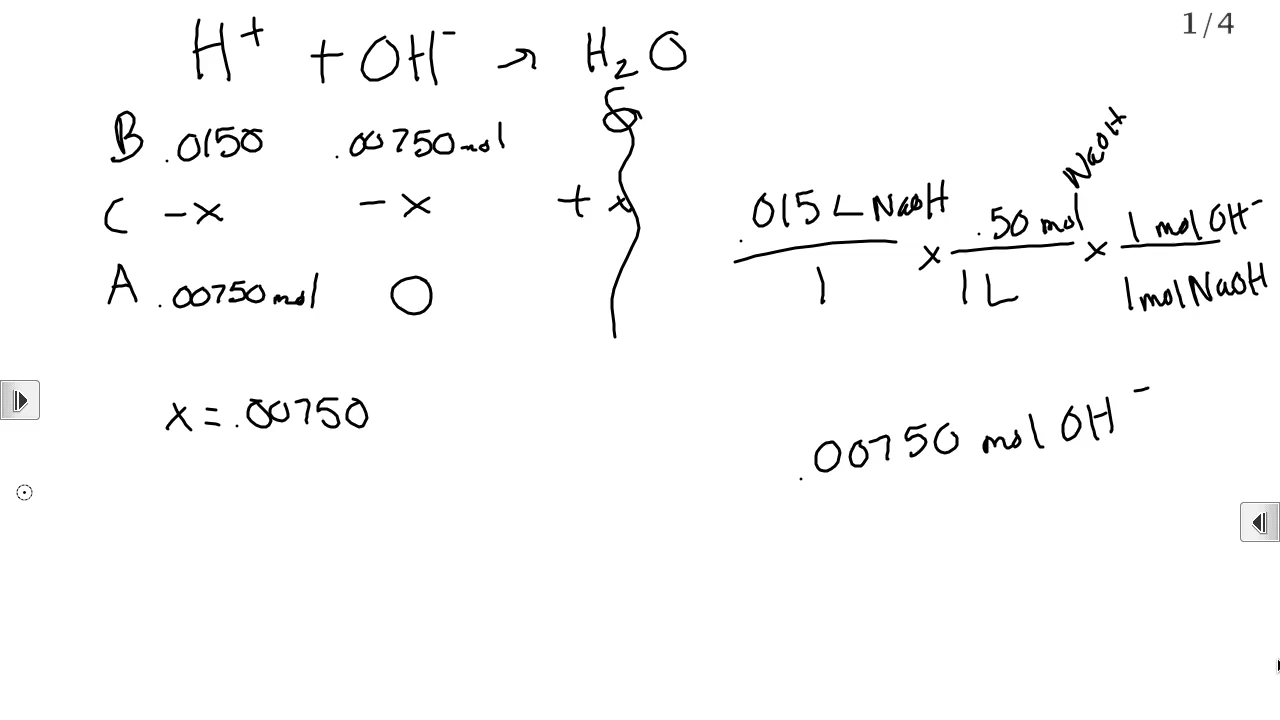 1/4
H⁺ + OH⁻ → H₂O
B .0150 .00750 mol
C -x -x + x
A .00750 mol O
x = .00750
.015 L NaOH / 1 x .50 mol NaOH / 1 L x 1 mol OH⁻ / 1 mol NaOH
.00750 mol OH⁻